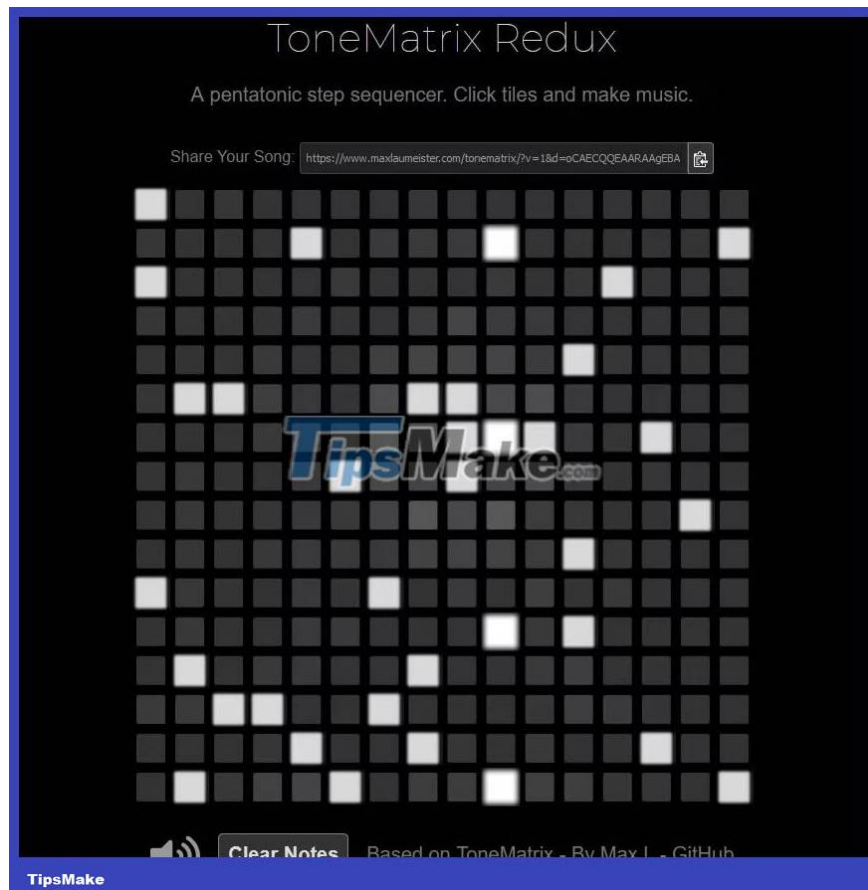 ToneMatrix Redux
A pentatonic step sequencer. Click tiles and make music.
Share Your Song: https://www.maxlaumeister.com/tonematrix/?v=1&d=oCAECQQEAARAAgEBA
TipsMake.com
Clear Notes Based on ToneMatrix - By Max L - GitHub
TipsMake